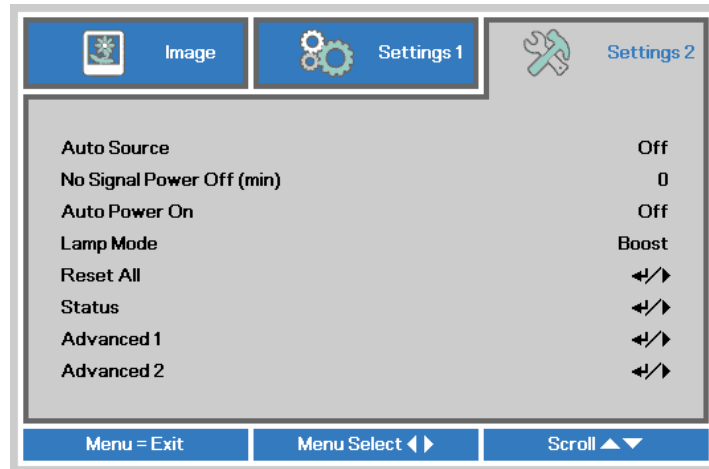 Image Settings 1 Settings 2
Auto Source Off
No Signal Power Off (min) 0
Auto Power On Off
Lamp Mode Boost
Reset All ↵/▶
Status ↵/▶
Advanced 1 ↵/▶
Advanced 2 ↵/▶
Menu = Exit Menu Select ◀▶ Scroll ▲▼